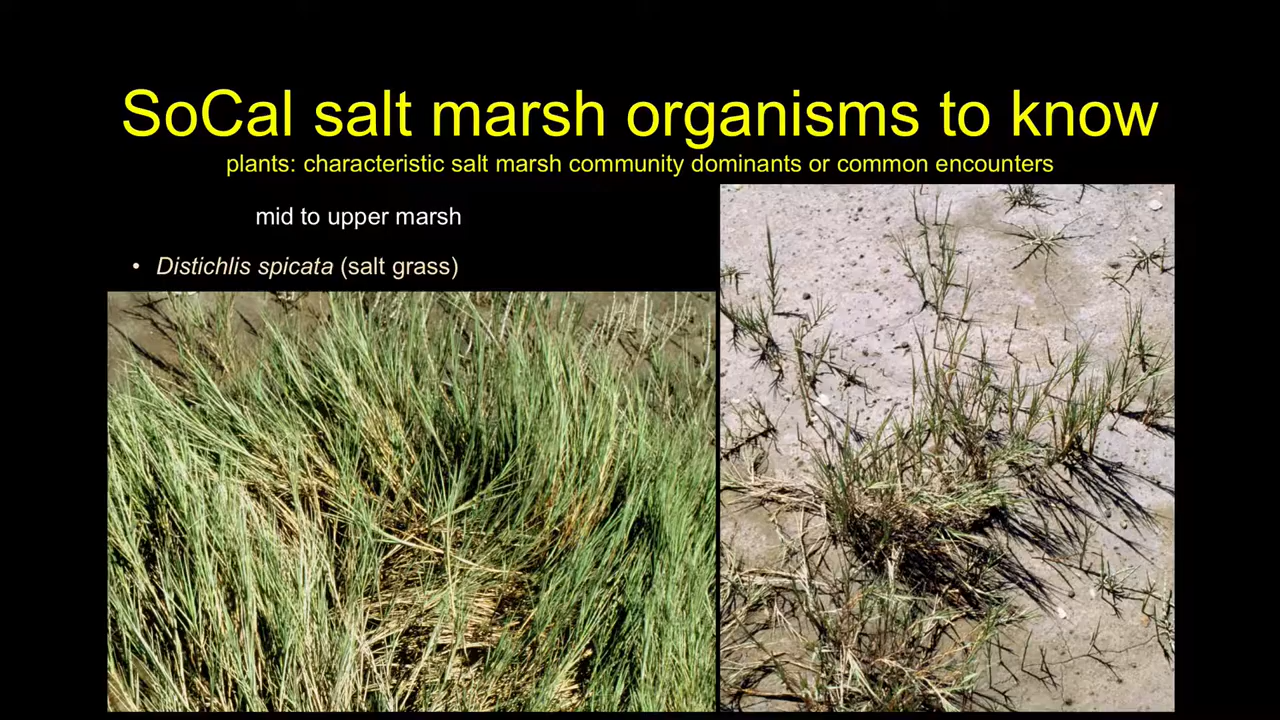 SoCal salt marsh organisms to know
plants: characteristic salt marsh community dominants or common encounters
mid to upper marsh
• Distichlis spicata (salt grass)